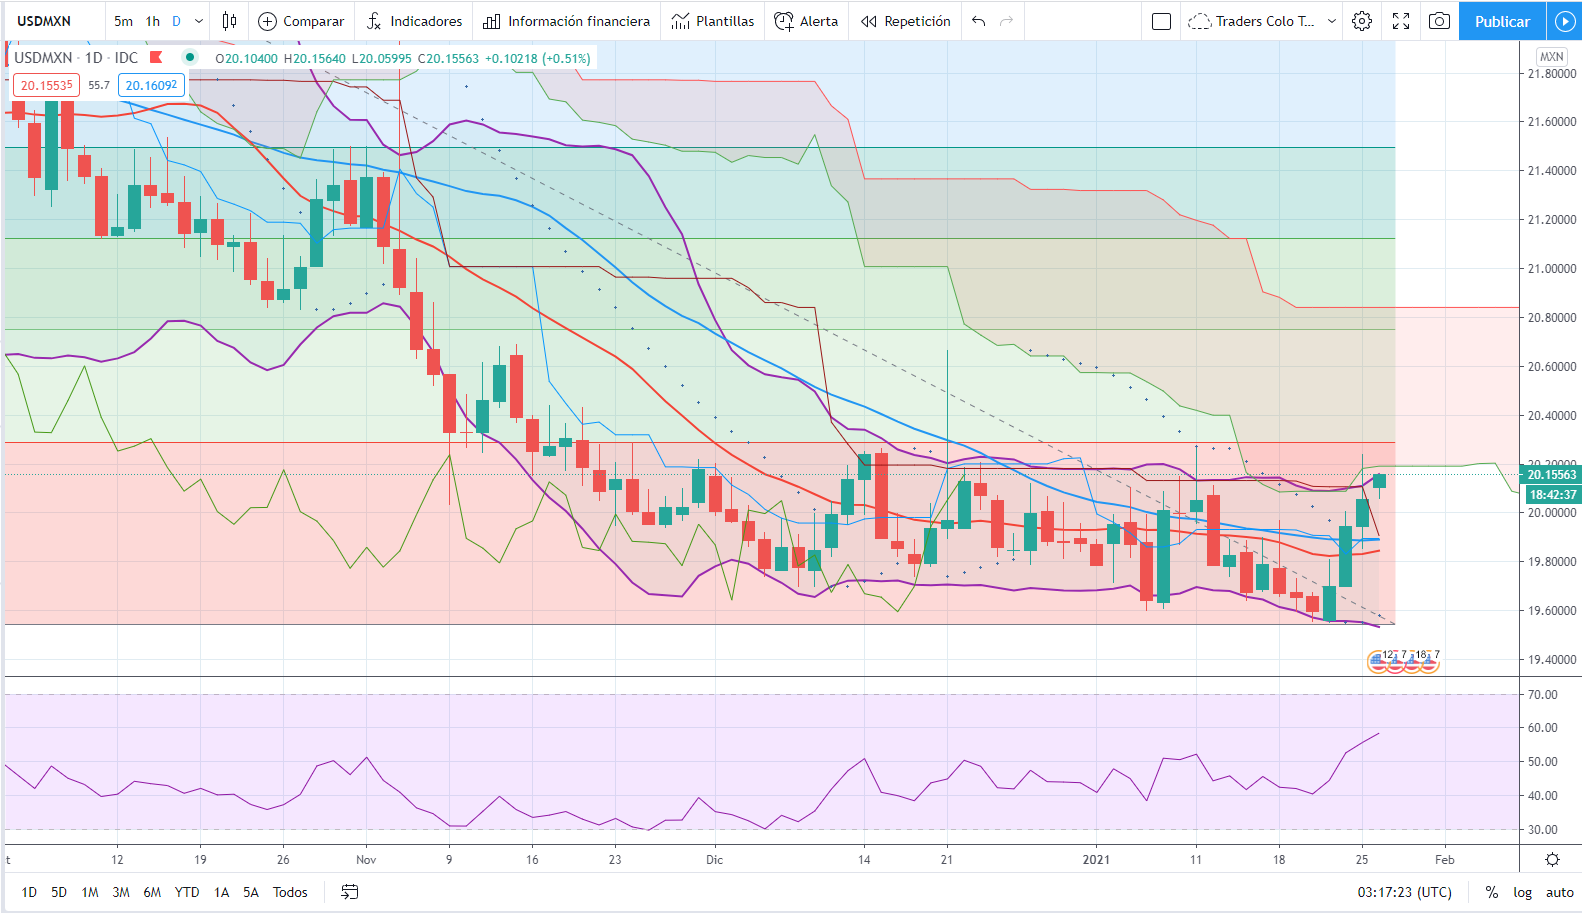 USDMXN 5m 1h D Comparar Indicadores Información financiera Plantillas Alerta Repetición Traders Colo T... Publicar
USDMXN · 1D · IDC O20.10400 H20.15640 L20.05995 C20.15563 +0.10218 (+0.51%)
20.15535 55.7 20.16092
MXN
21.80000
21.60000
21.40000
21.20000
21.00000
20.80000
20.60000
20.40000
20.20000
20.15563
18:42:37
20.00000
19.80000
19.60000
19.40000
12 7 18 7
70.00
60.00
50.00
40.00
30.00
12 19 26 Nov 9 16 23 Dic 14 21 2021 11 18 25 Feb
1D 5D 1M 3M 6M YTD 1A 5A Todos 03:17:23 (UTC) % log auto